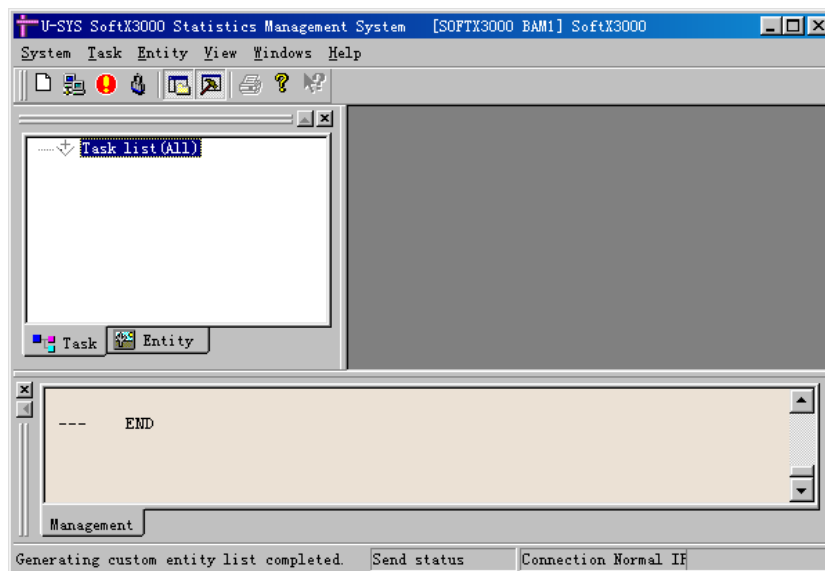 U-SYS SoftX3000 Statistics Management System [SOFTX3000 BAM1] SoftX3000
System Task Entity View Windows Help
Task list(All)
Task Entity
--- END
Management
Generating custom entity list completed. Send status Connection Normal